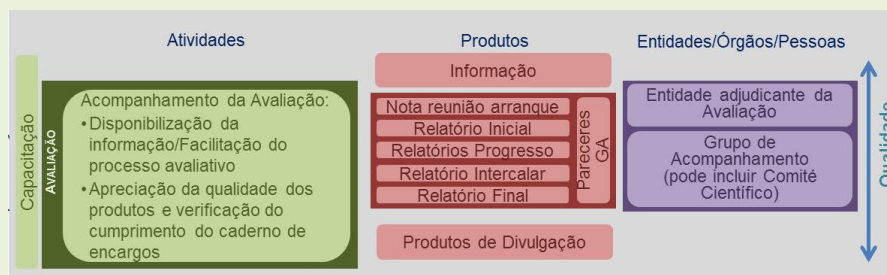 Atividades
Produtos
Entidades/Órgãos/Pessoas
Capacitação
AVALIAÇÃO
Acompanhamento da Avaliação:
•Disponibilização da
informação/Facilitação do
processo avaliativo
•Apreciação da qualidade dos
produtos e verificação do
cumprimento do caderno de
encargos
Informação
Nota reunião arranque
Relatório Inicial
Relatórios Progresso
Relatório Intercalar
Relatório Final
Pareceres
GA
Produtos de Divulgação
Entidade adjudicante da
Avaliação
Grupo de
Acompanhamento
(pode incluir Comité
Científico)
Qualidade